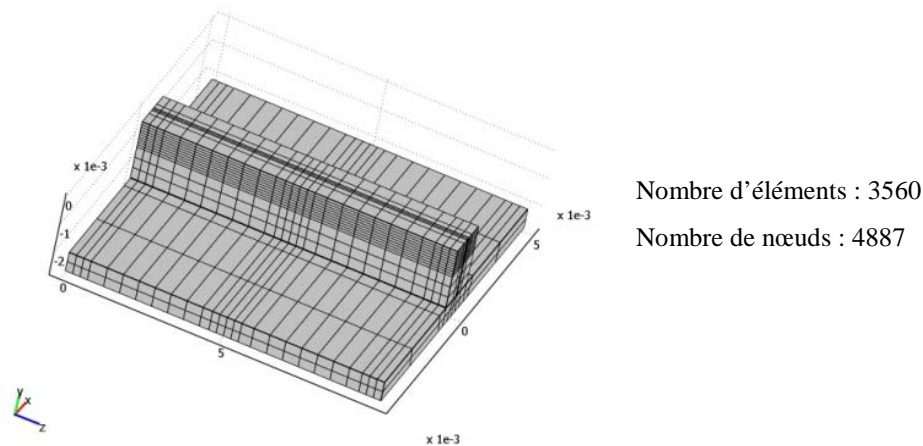 x 1e-3
0
-1
-2
0
5
x 1e-3
5
0
x 1e-3
y
x
z
Nombre d'éléments : 3560
Nombre de nœuds : 4887